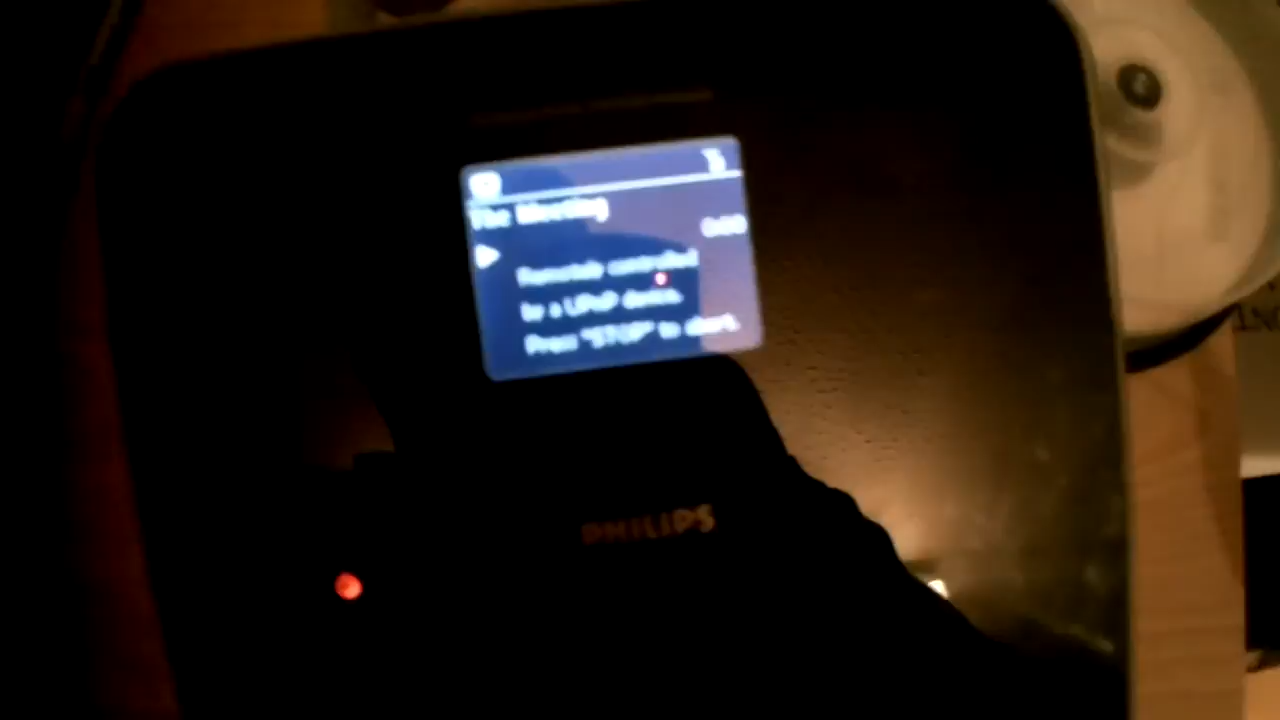 The Meeting
0:00
Remotely controlled
by a UPnP device.
Press "STOP" to abort.
PHILIPS